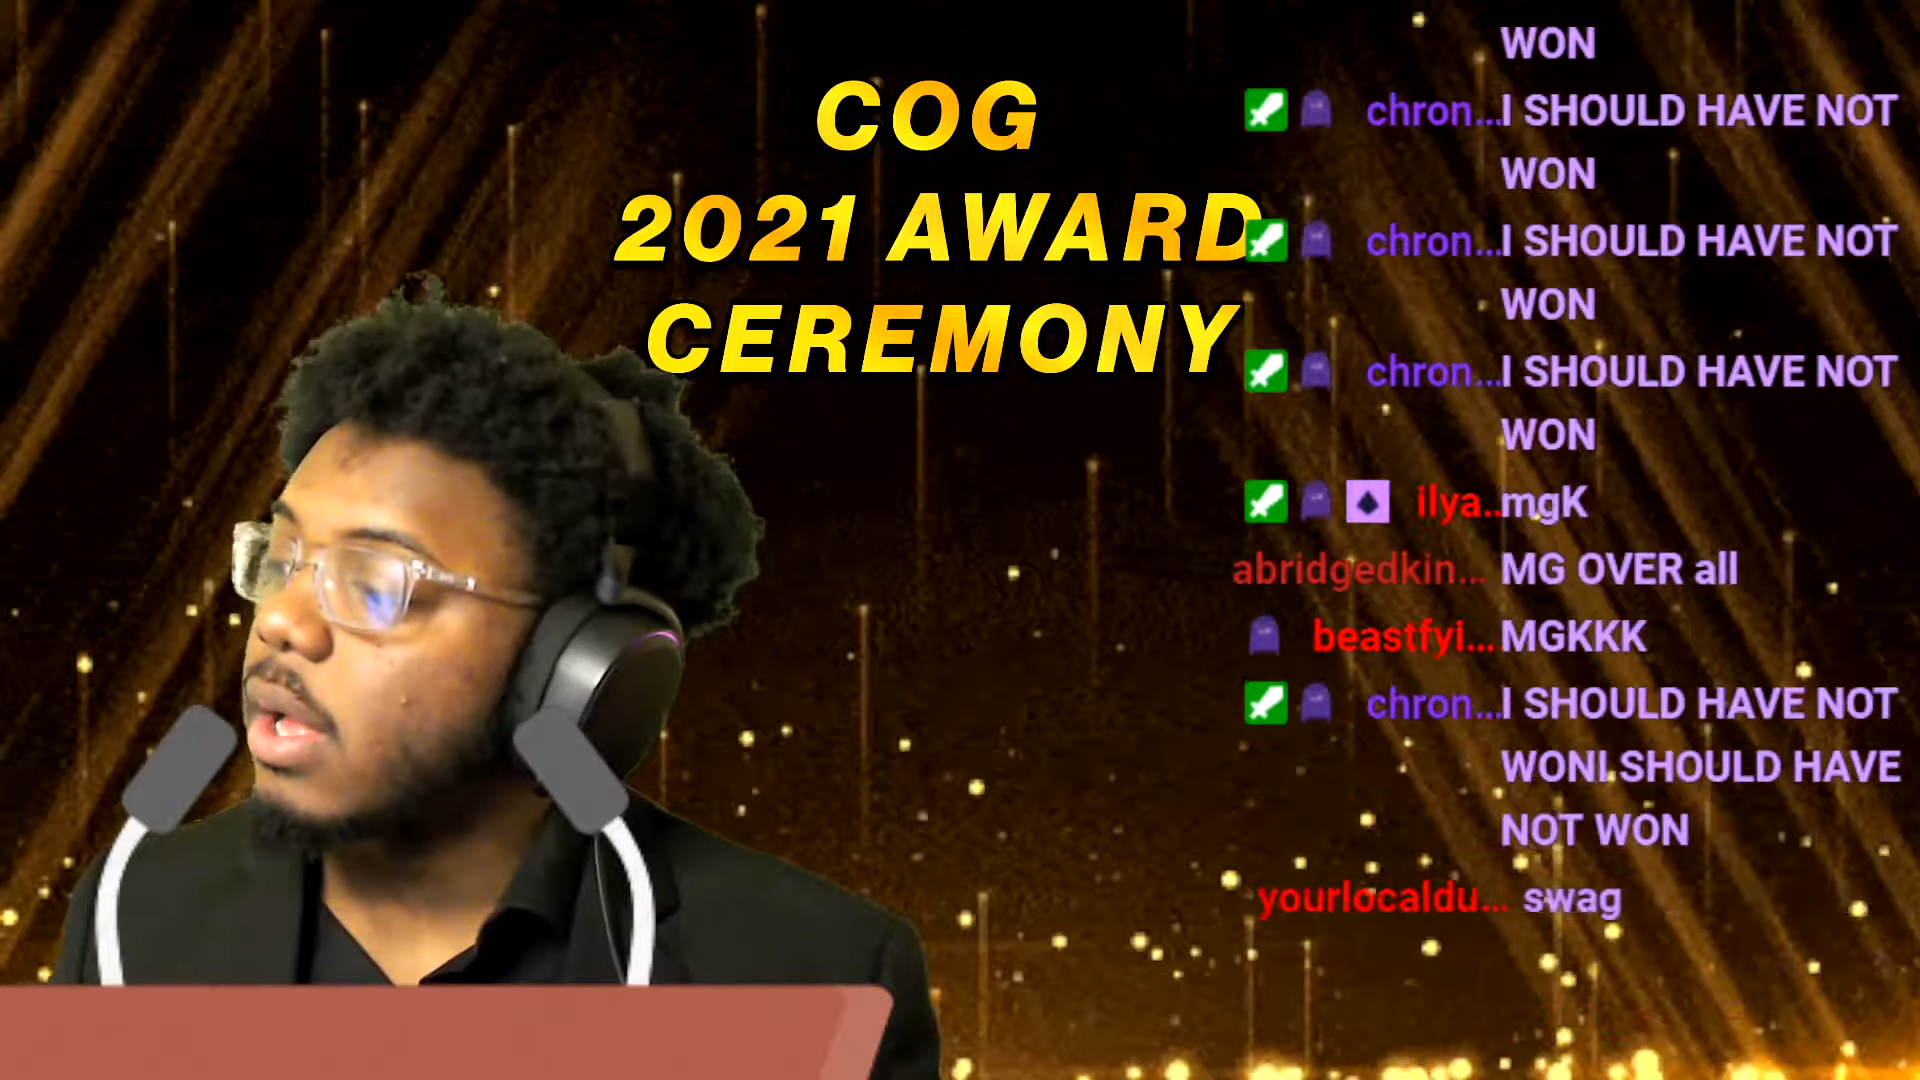 COG
2021 AWARD
CEREMONY
WON
chron... I SHOULD HAVE NOT
WON
chron... I SHOULD HAVE NOT
WON
chron... I SHOULD HAVE NOT
WON
ilya... mgK
abridgedkin... MG OVER all
beastfyi... MGKKK
chron... I SHOULD HAVE NOT
WONI SHOULD HAVE
NOT WON
yourlocaldu... swag